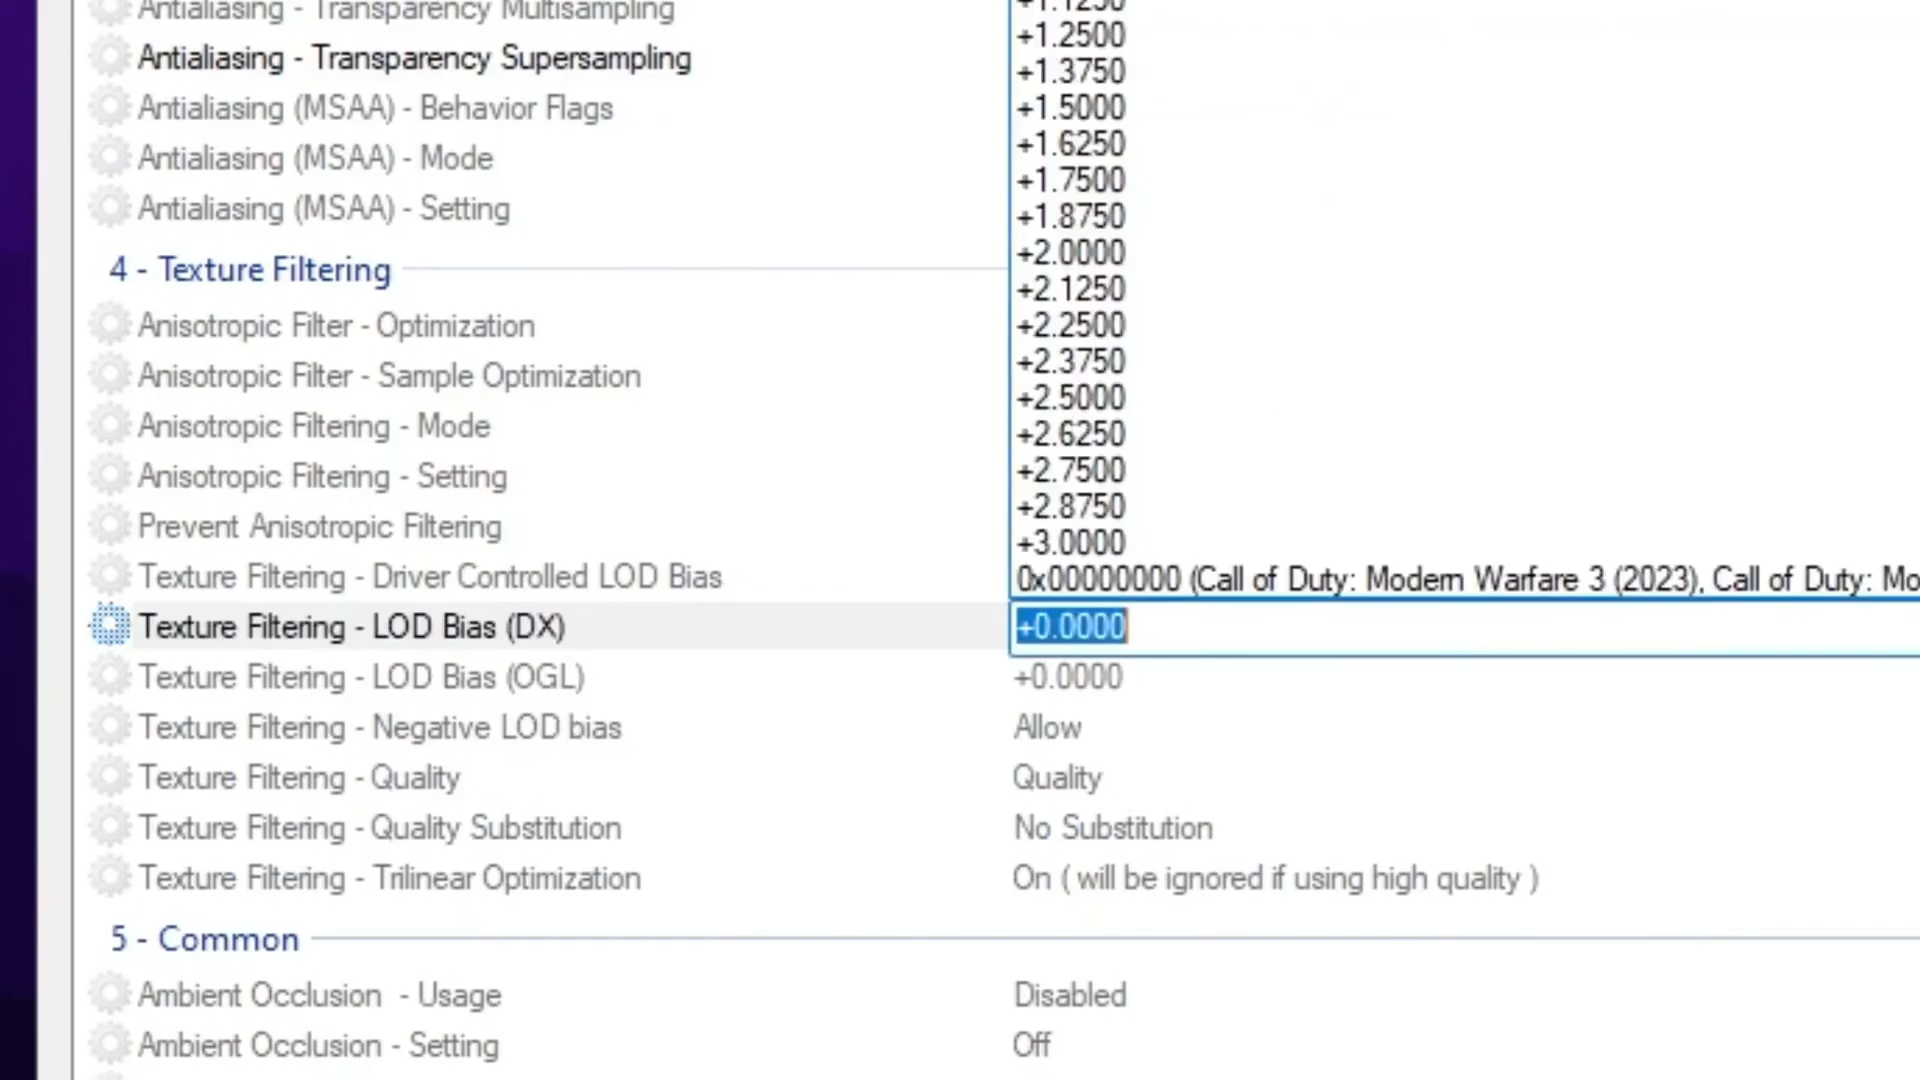 Antialiasing - Transparency Multisampling
Antialiasing - Transparency Supersampling
Antialiasing (MSAA) - Behavior Flags
Antialiasing (MSAA) - Mode
Antialiasing (MSAA) - Setting
4 - Texture Filtering
Anisotropic Filter - Optimization
Anisotropic Filter - Sample Optimization
Anisotropic Filtering - Mode
Anisotropic Filtering - Setting
Prevent Anisotropic Filtering
Texture Filtering - Driver Controlled LOD Bias
+1.1250
+1.2500
+1.3750
+1.5000
+1.6250
+1.7500
+1.8750
+2.0000
+2.1250
+2.2500
+2.3750
+2.5000
+2.6250
+2.7500
+2.8750
+3.0000
0x00000000 (Call of Duty: Modern Warfare 3 (2023), Call of Duty: Mo
Texture Filtering - LOD Bias (DX) +0.0000
Texture Filtering - LOD Bias (OGL) +0.0000
Texture Filtering - Negative LOD bias Allow
Texture Filtering - Quality Quality
Texture Filtering - Quality Substitution No Substitution
Texture Filtering - Trilinear Optimization On ( will be ignored if using high quality )
5 - Common
Ambient Occlusion - Usage Disabled
Ambient Occlusion - Setting Off